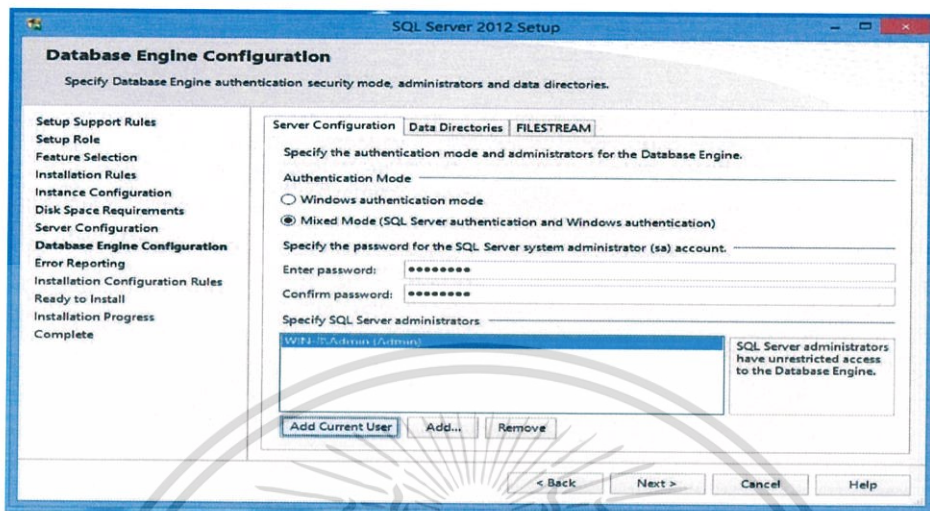 SQL Server 2012 Setup
Database Engine Configuration
Specify Database Engine authentication security mode, administrators and data directories.
Setup Support Rules
Setup Role
Feature Selection
Installation Rules
Instance Configuration
Disk Space Requirements
Server Configuration
Database Engine Configuration
Error Reporting
Installation Configuration Rules
Ready to Install
Installation Progress
Complete
Server Configuration
Data Directories
FILESTREAM
Specify the authentication mode and administrators for the Database Engine.
Authentication Mode
Windows authentication mode
Mixed Mode (SQL Server authentication and Windows authentication)
Specify the password for the SQL Server system administrator (sa) account.
Enter password: ●●●●●●●●
Confirm password: ●●●●●●●●
Specify SQL Server administrators
(Admin)
SQL Server administrators
have unrestricted access
to the Database Engine.
Add Current User
Add...
Remove
< Back
Next >
Cancel
Help